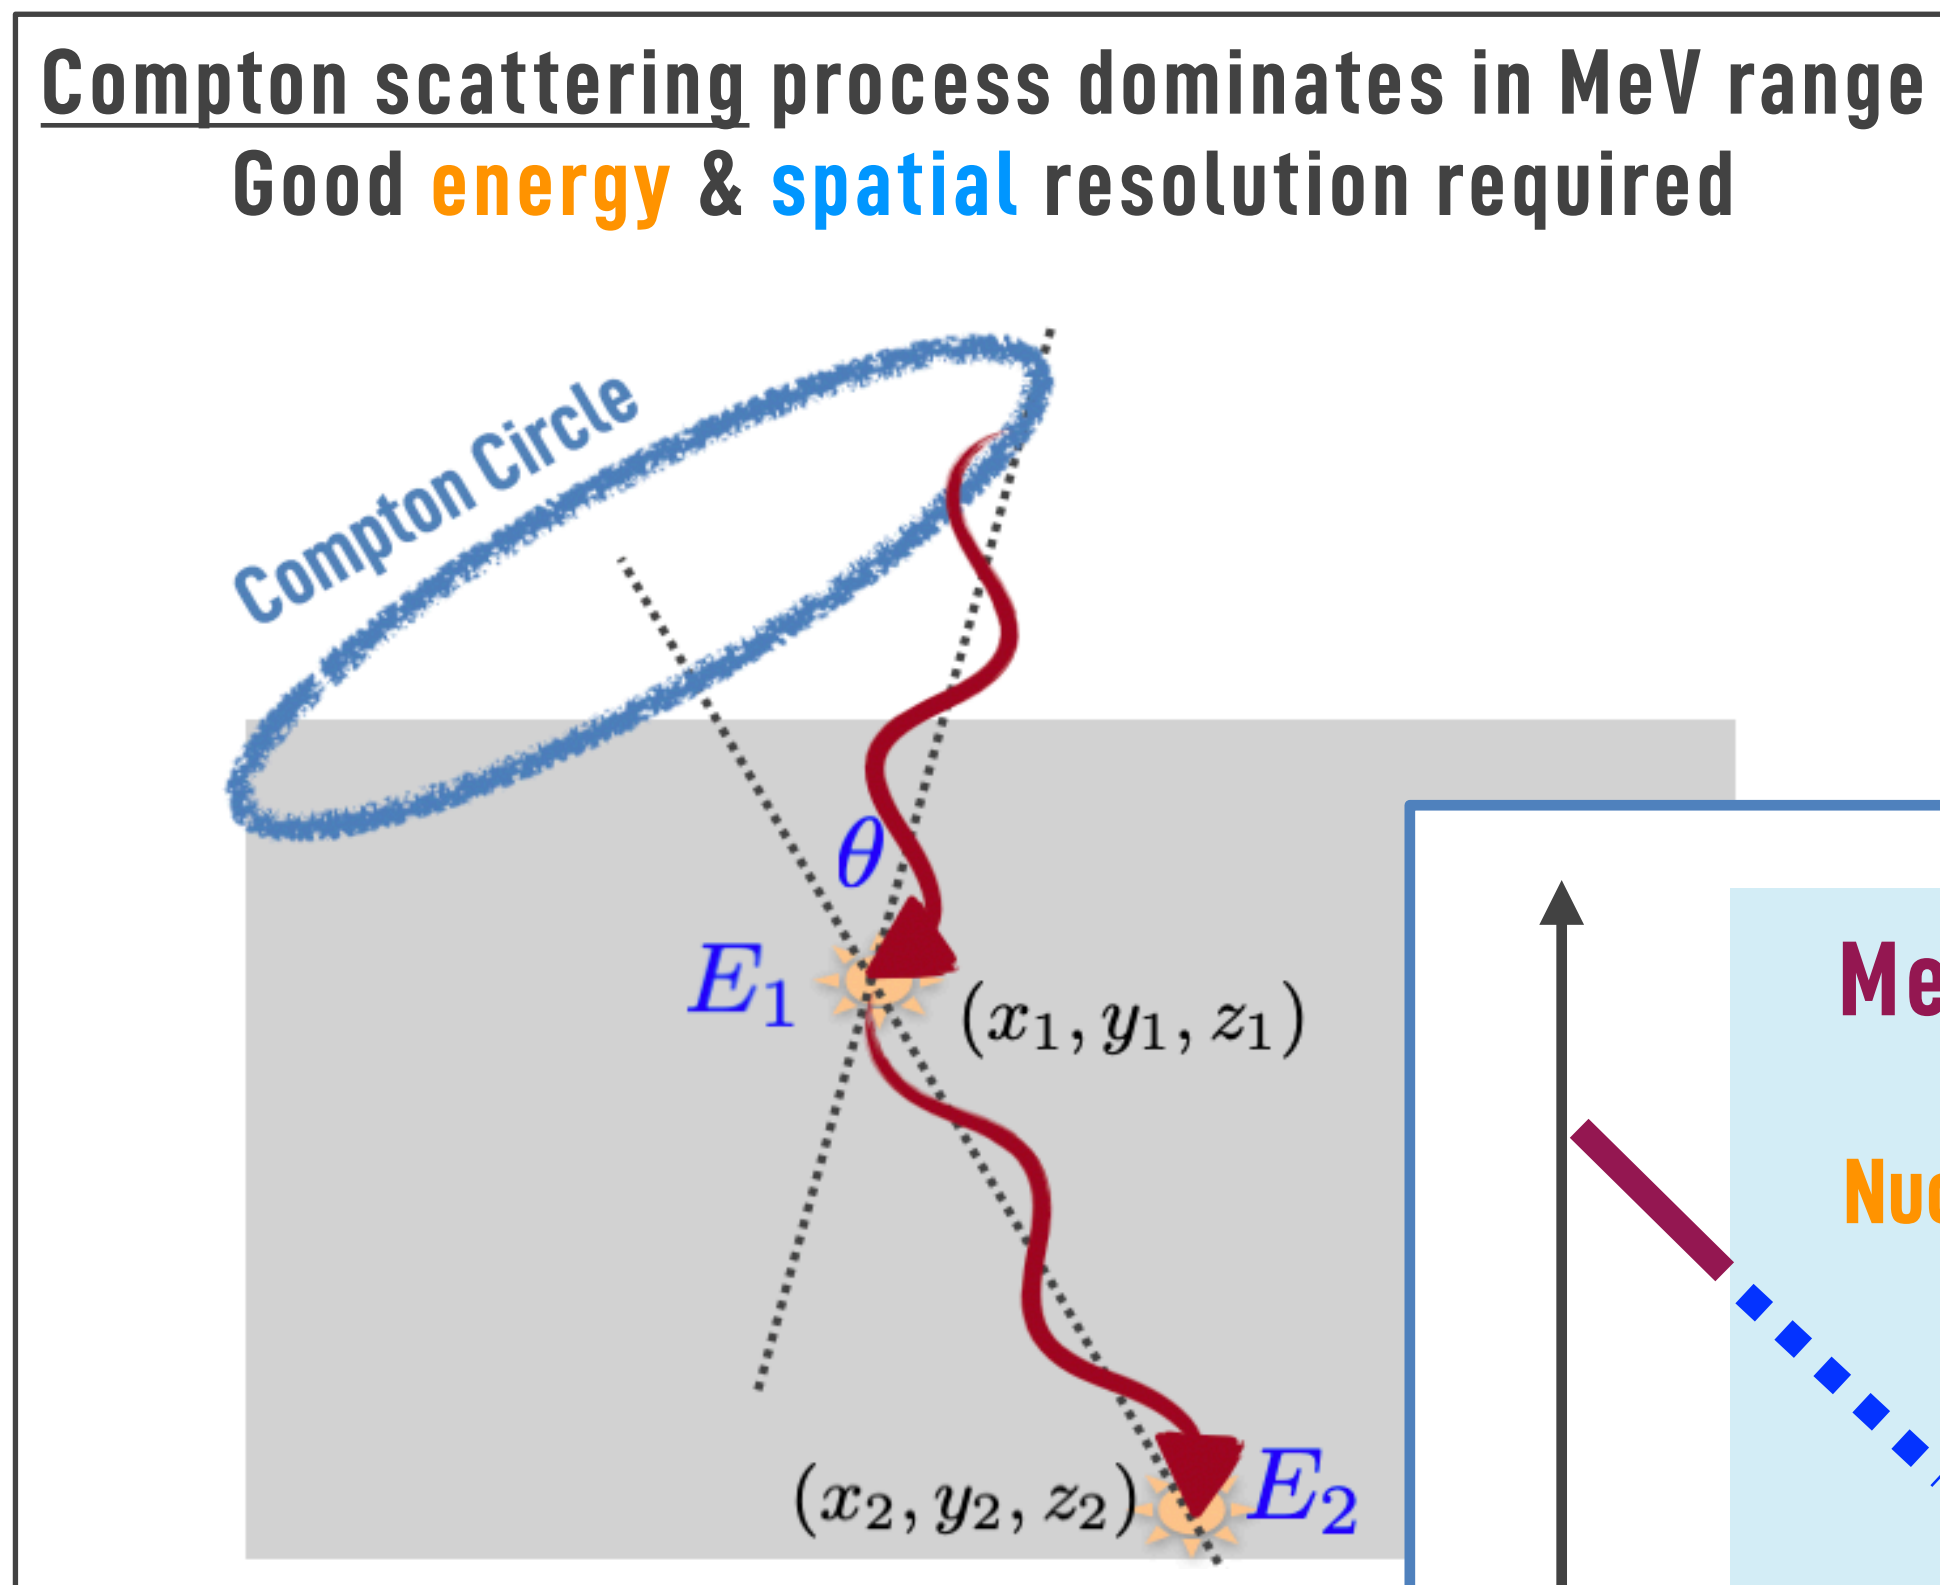 Compton scattering process dominates in MeV range
Good energy & spatial resolution required
Compton Circle
θ
E₁
(x₁, y₁, z₁)
(x₂, y₂, z₂)
E₂